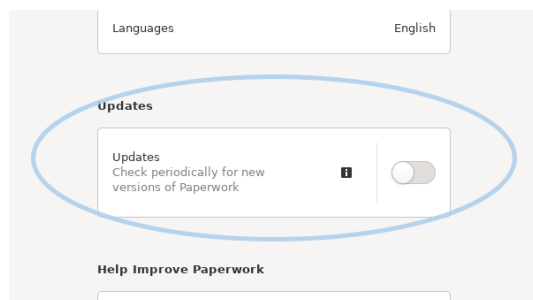 Languages English
Updates
Updates
Check periodically for new
versions of Paperwork
Help Improve Paperwork